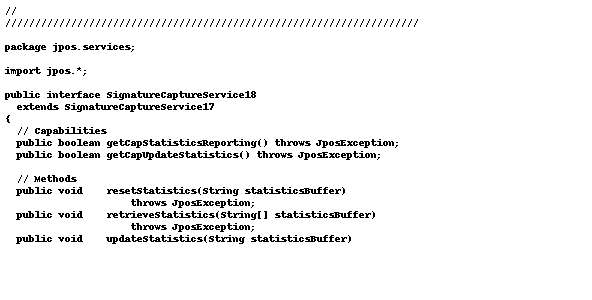 //
/////////////////////////////////////////////////////////////////////

package jpos.services;

import jpos.*;

public interface SignatureCaptureService18
  extends SignatureCaptureService17
{
  // Capabilities
  public boolean getCapStatisticsReporting() throws JposException;
  public boolean getCapUpdateStatistics() throws JposException;

  // Methods
  public void    resetStatistics(String statisticsBuffer)
                     throws JposException;
  public void    retrieveStatistics(String[] statisticsBuffer)
                     throws JposException;
  public void    updateStatistics(String statisticsBuffer)